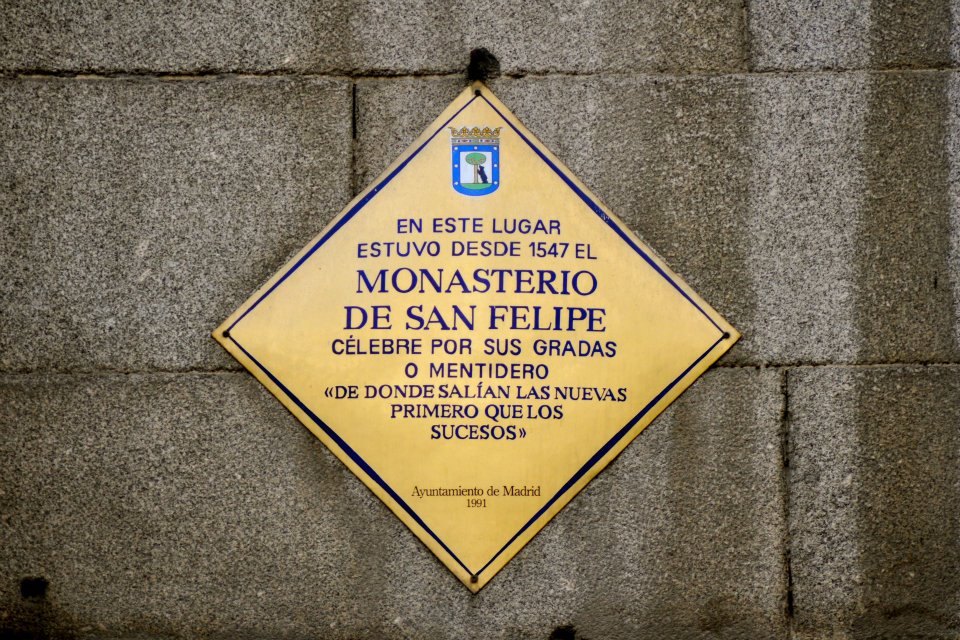 EN ESTE LUGAR
ESTUVO DESDE 1547 EL
MONASTERIO
DE SAN FELIPE
CÉLEBRE POR SUS GRADAS
O MENTIDERO
«DE DONDE SALÍAN LAS NUEVAS
PRIMERO QUE LOS
SUCESOS»
Ayuntamiento de Madrid
1991